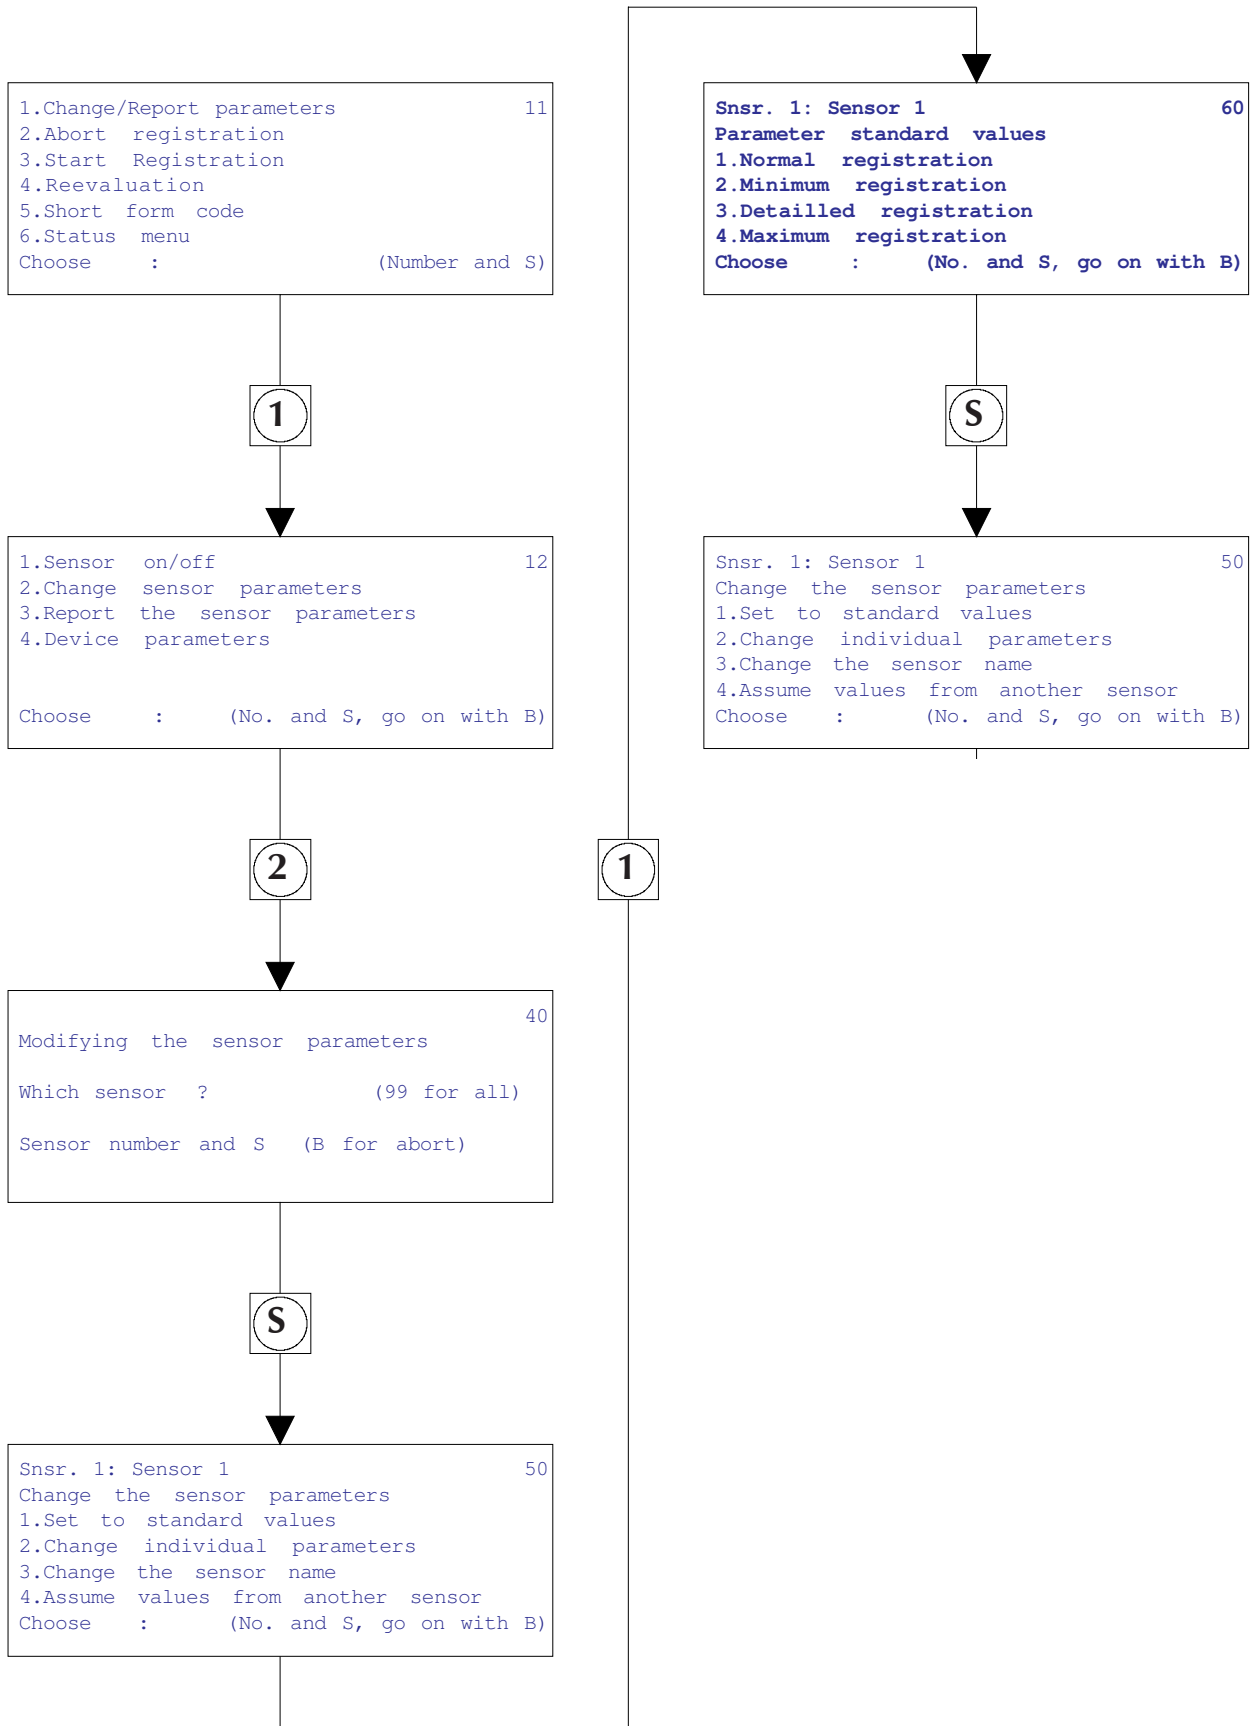 1.Change/Report parameters 11
2.Abort registration
3.Start Registration
4.Reevaluation
5.Short form code
6.Status menu
Choose : (Number and S)
1
1.Sensor on/off 12
2.Change sensor parameters
3.Report the sensor parameters
4.Device parameters
Choose : (No. and S, go on with B)
2
40
Modifying the sensor parameters
Which sensor ? (99 for all)
Sensor number and S (B for abort)
S
Snsr. 1: Sensor 1 50
Change the sensor parameters
1.Set to standard values
2.Change individual parameters
3.Change the sensor name
4.Assume values from another sensor
Choose : (No. and S, go on with B)
1
Snsr. 1: Sensor 1 60
Parameter standard values
1.Normal registration
2.Minimum registration
3.Detailled registration
4.Maximum registration
Choose : (No. and S, go on with B)
S
Snsr. 1: Sensor 1 50
Change the sensor parameters
1.Set to standard values
2.Change individual parameters
3.Change the sensor name
4.Assume values from another sensor
Choose : (No. and S, go on with B)